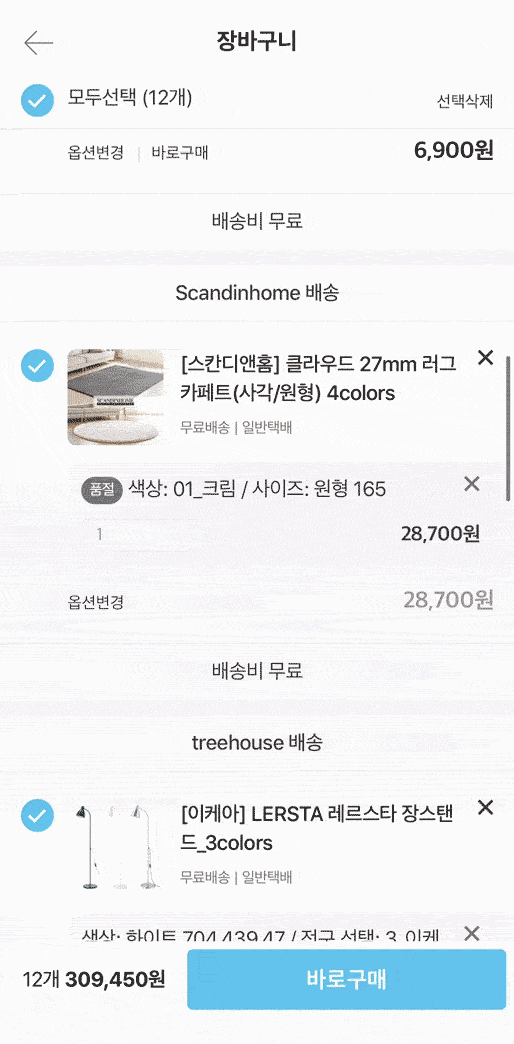 장바구니
모두선택 (12개)
선택삭제
옵션변경 | 바로구매
6,900원
배송비 무료
Scandinhome 배송
[스칸디앤홈] 클라우드 27mm 러그
카페트(사각/원형) 4colors
무료배송 | 일반택배
품절 색상: 01_크림 / 사이즈: 원형 165
1
28,700원
옵션변경
28,700원
배송비 무료
treehouse 배송
[이케아] LERSTA 레르스타 장스탠
드_3colors
무료배송 | 일반택배
색상: 화이트 704.439.47 / 전구 선택: 3. 이케
12개 309,450원
바로구매